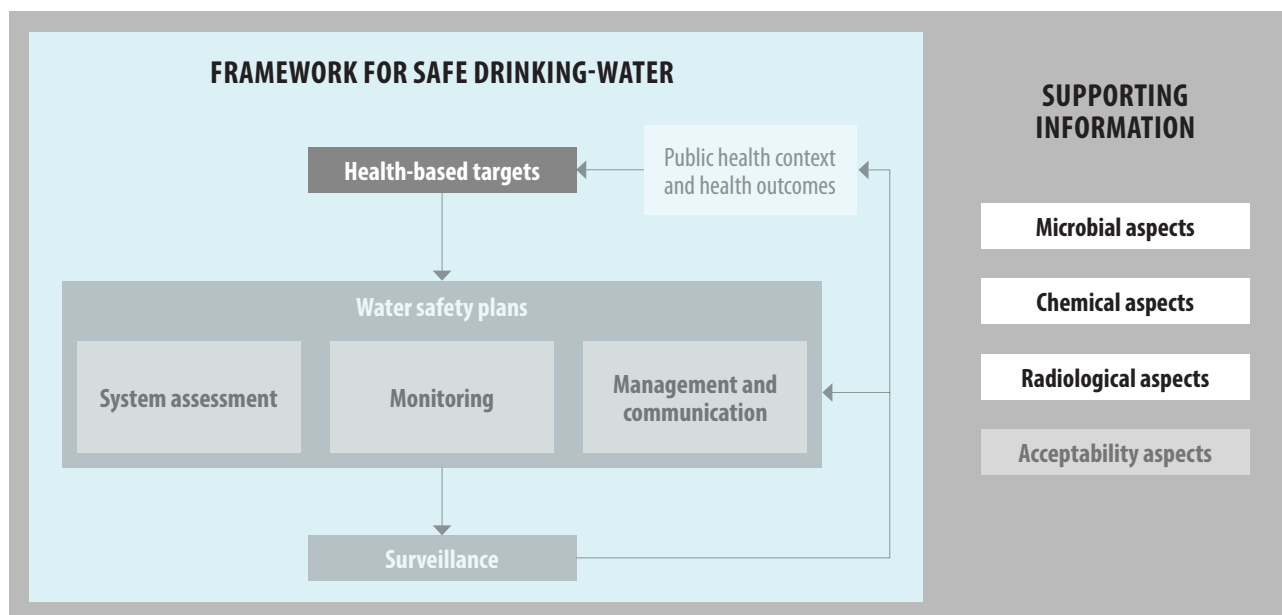 FRAMEWORK FOR SAFE DRINKING-WATER
Health-based targets
Public health context
and health outcomes
Water safety plans
System assessment
Monitoring
Management and
communication
Surveillance
SUPPORTING
INFORMATION
Microbial aspects
Chemical aspects
Radiological aspects
Acceptability aspects